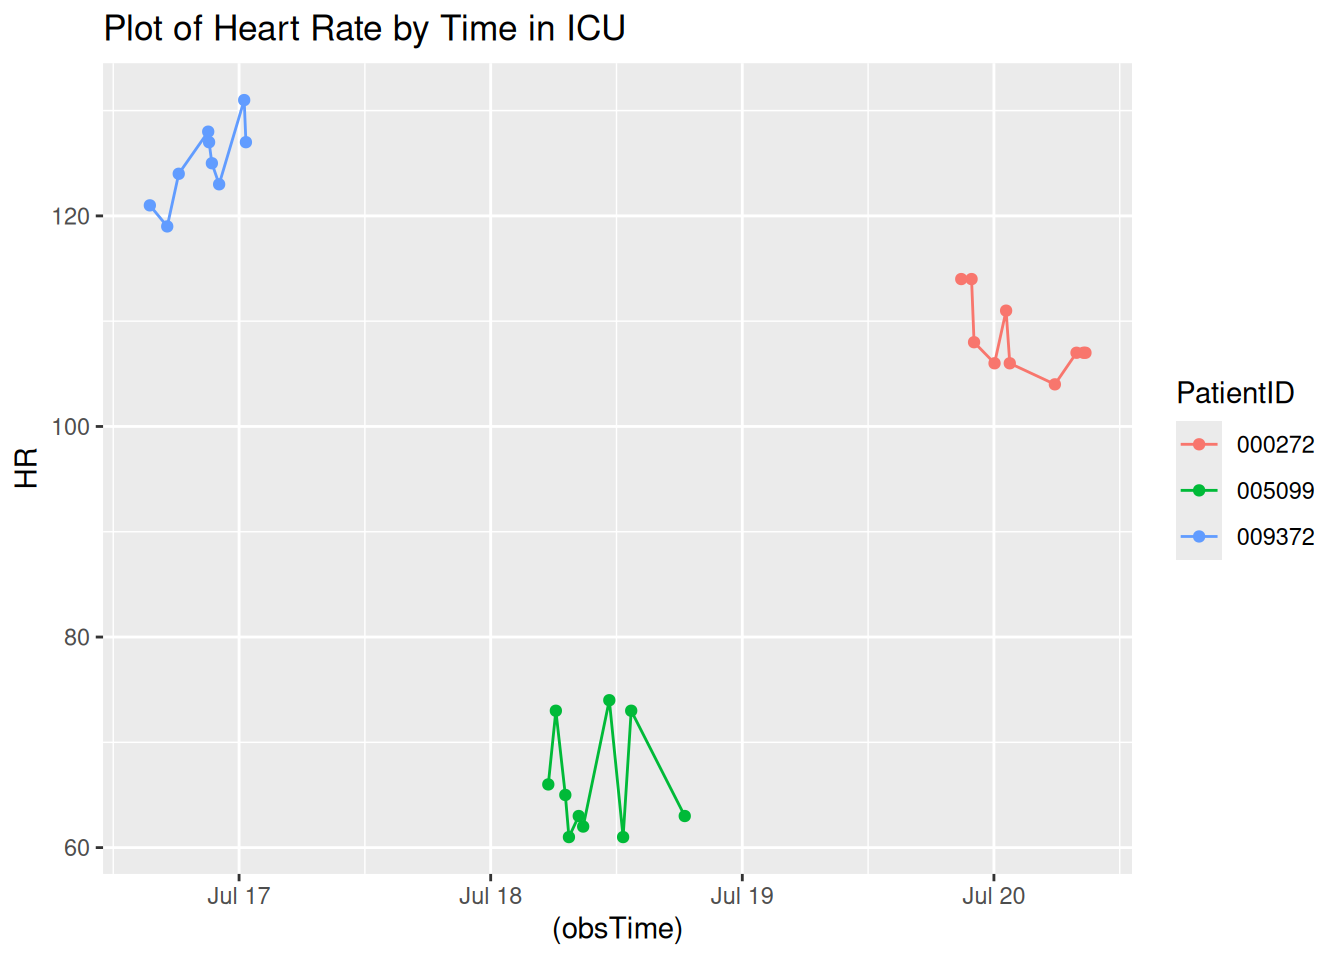 Plot of Heart Rate by Time in ICU
HR
120
100
80
60
Jul 17
Jul 18
Jul 19
Jul 20
(obsTime)
PatientID
000272
005099
009372